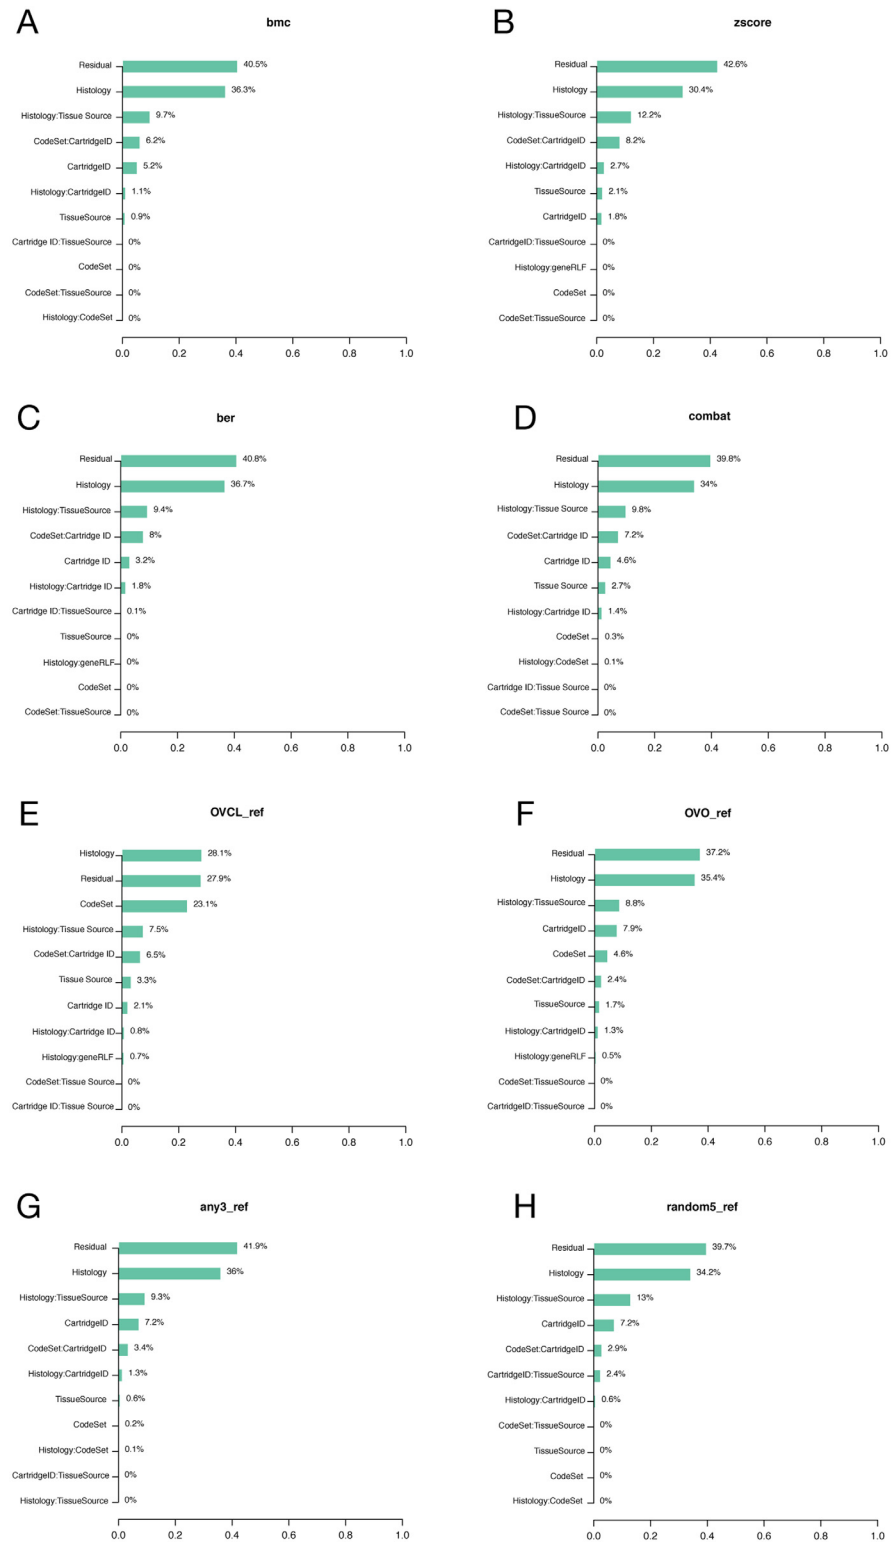 A
bmc
Residual 40.5%
Histology 36.3%
Histology:Tissue Source 9.7%
CodeSet:CartridgeID 6.2%
CartridgeID 5.2%
Histology:CartridgeID 1.1%
TissueSource 0.9%
Cartridge ID:TissueSource 0%
CodeSet 0%
CodeSet:TissueSource 0%
Histology:CodeSet 0%
0.0 0.2 0.4 0.6 0.8 1.0
B
zscore
Residual 42.6%
Histology 30.4%
Histology:TissueSource 12.2%
CodeSet:CartridgeID 8.2%
Histology:CartridgeID 2.7%
TissueSource 2.1%
CartridgeID 1.8%
CartridgeID:TissueSource 0%
Histology:geneRLF 0%
CodeSet 0%
CodeSet:TissueSource 0%
0.0 0.2 0.4 0.6 0.8 1.0
C
ber
Residual 40.8%
Histology 36.7%
Histology:TissueSource 9.4%
CodeSet:Cartridge ID 8%
Cartridge ID 3.2%
Histology:Cartridge ID 1.8%
Cartridge ID:TissueSource 0.1%
TissueSource 0%
Histology:geneRLF 0%
CodeSet 0%
CodeSet:TissueSource 0%
0.0 0.2 0.4 0.6 0.8 1.0
D
combat
Residual 39.8%
Histology 34%
Histology:Tissue Source 9.8%
CodeSet:Cartridge ID 7.2%
Cartridge ID 4.6%
Tissue Source 2.7%
Histology:Cartridge ID 1.4%
CodeSet 0.3%
Histology:CodeSet 0.1%
Cartridge ID:Tissue Source 0%
CodeSet:Tissue Source 0%
0.0 0.2 0.4 0.6 0.8 1.0
E
OVCL_ref
Histology 28.1%
Residual 27.9%
CodeSet 23.1%
Histology:Tissue Source 7.5%
CodeSet:Cartridge ID 6.5%
Tissue Source 3.3%
Cartridge ID 2.1%
Histology:Cartridge ID 0.8%
Histology:geneRLF 0.7%
CodeSet:Tissue Source 0%
Cartridge ID:Tissue Source 0%
0.0 0.2 0.4 0.6 0.8 1.0
F
OVO_ref
Residual 37.2%
Histology 35.4%
Histology:TissueSource 8.8%
CartridgeID 7.9%
CodeSet 4.6%
CodeSet:CartridgeID 2.4%
TissueSource 1.7%
Histology:CartridgeID 1.3%
Histology:geneRLF 0.5%
CodeSet:TissueSource 0%
CartridgeID:TissueSource 0%
0.0 0.2 0.4 0.6 0.8 1.0
G
any3_ref
Residual 41.9%
Histology 36%
Histology:TissueSource 9.3%
CartridgeID 7.2%
CodeSet:CartridgeID 3.4%
Histology:CartridgeID 1.3%
TissueSource 0.6%
CodeSet 0.2%
Histology:CodeSet 0.1%
CartridgeID:TissueSource 0%
Histology:TissueSource 0%
0.0 0.2 0.4 0.6 0.8 1.0
H
random5_ref
Residual 39.7%
Histology 34.2%
Histology:TissueSource 13%
CartridgeID 7.2%
CodeSet:CartridgeID 2.9%
CartridgeID:TissueSource 2.4%
Histology:CartridgeID 0.6%
CodeSet:TissueSource 0%
TissueSource 0%
CodeSet 0%
Histology:CodeSet 0%
0.0 0.2 0.4 0.6 0.8 1.0